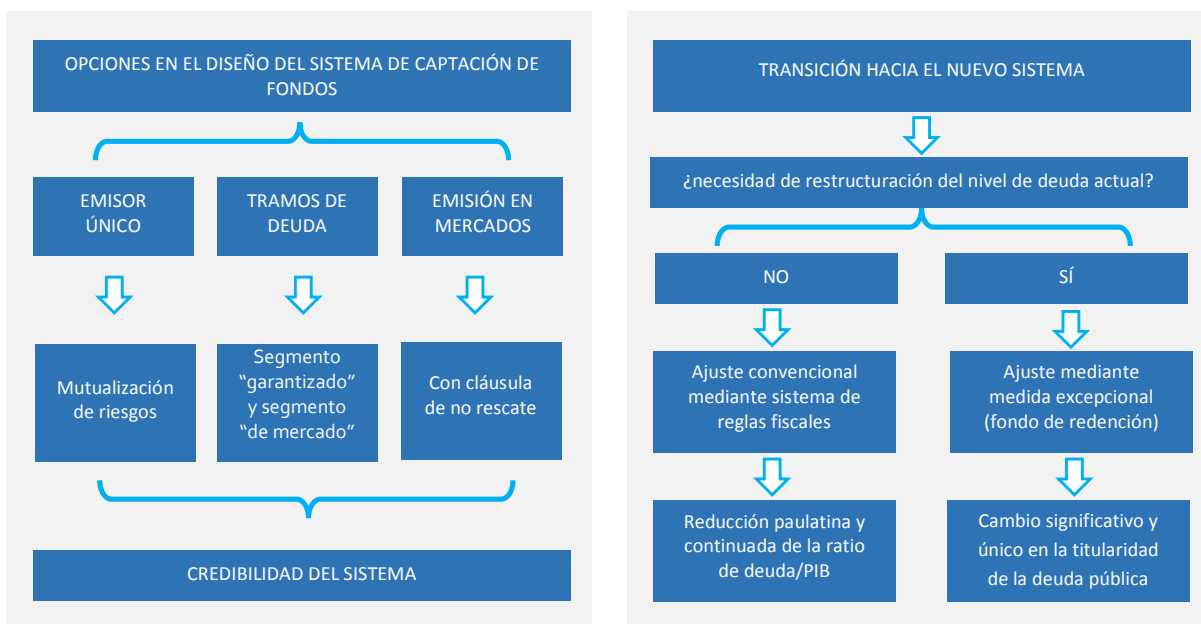 OPCIONES EN EL DISEÑO DEL SISTEMA DE CAPTACIÓN DE
FONDOS
EMISOR
ÚNICO
TRAMOS DE
DEUDA
EMISIÓN EN
MERCADOS
Mutualización
de riesgos
Segmento
“garantizado”
y segmento
“de mercado”
Con cláusula
de no rescate
CREDIBILIDAD DEL SISTEMA
TRANSICIÓN HACIA EL NUEVO SISTEMA
¿necesidad de restructuración del nivel de deuda actual?
NO
SÍ
Ajuste convencional
mediante sistema de
reglas fiscales
Ajuste mediante
medida excepcional
(fondo de redención)
Reducción paulatina y
continuada de la ratio
de deuda/PIB
Cambio significativo y
único en la titularidad
de la deuda pública